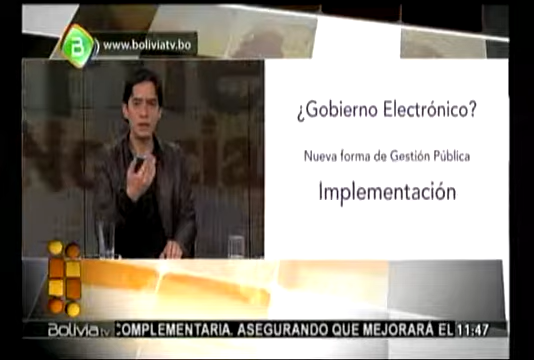 www.boliviatv.bo
¿Gobierno Electrónico?
Nueva forma de Gestión Pública
Implementación
Bolivia tv COMPLEMENTARIA. ASEGURANDO QUE MEJORARÁ EL 11:47